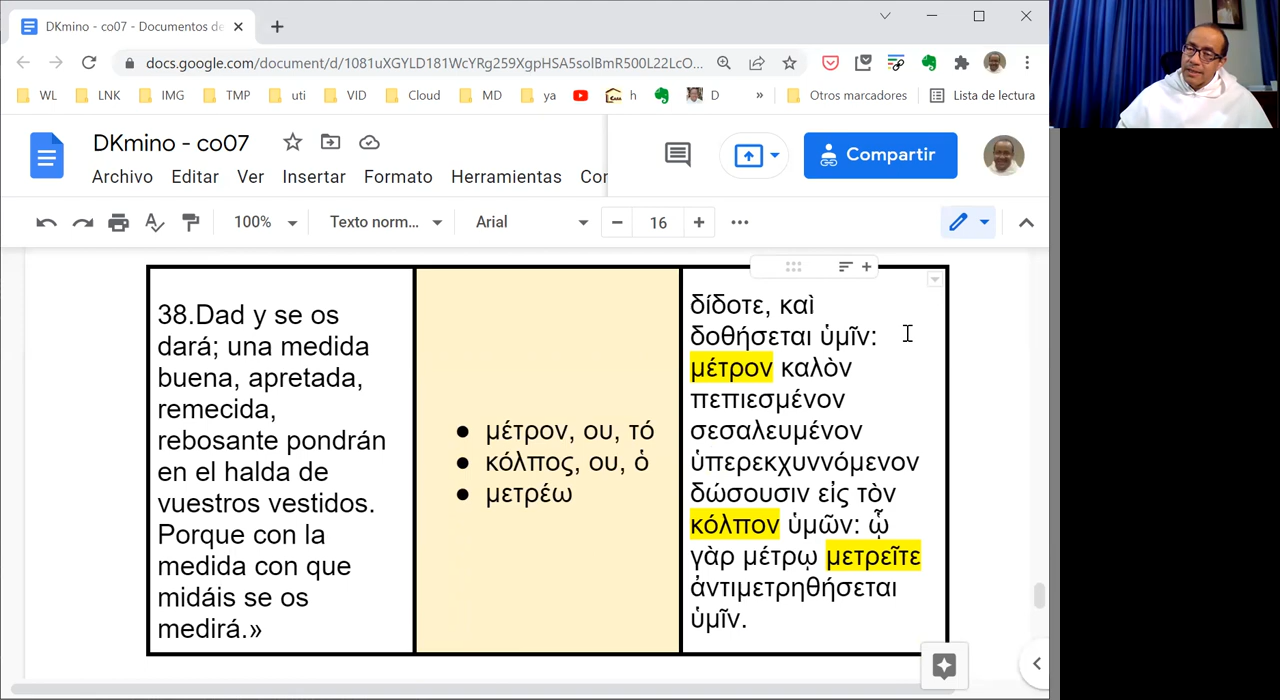 DKmino - co07 - Documentos de
docs.google.com/document/d/1081uXGYLD181WcYRg259XgpHSA5solBmR500L22LcO...
WL LNK IMG TMP uti VID Cloud MD ya h D » Otros marcadores Lista de lectura
DKmino - co07
Compartir
Archivo Editar Ver Insertar Formato Herramientas Cor
100% Texto norm... Arial 16
38.Dad y se os
dará; una medida
buena, apretada,
remecida,
rebosante pondrán
en el halda de
vuestros vestidos.
Porque con la
medida con que
midáis se os
medirá.»
● μέτρον, ου, τό
● κόλπος, ου, ὁ
● μετρέω
δίδοτε, καὶ
δοθήσεται ὑμῖν:
μέτρον καλὸν
πεπιεσμένον
σεσαλευμένον
ὑπερεκχυννόμενον
δώσουσιν εἰς τὸν
κόλπον ὑμῶν: ᾧ
γὰρ μέτρῳ μετρεῖτε
ἀντιμετρηθήσεται
ὑμῖν.